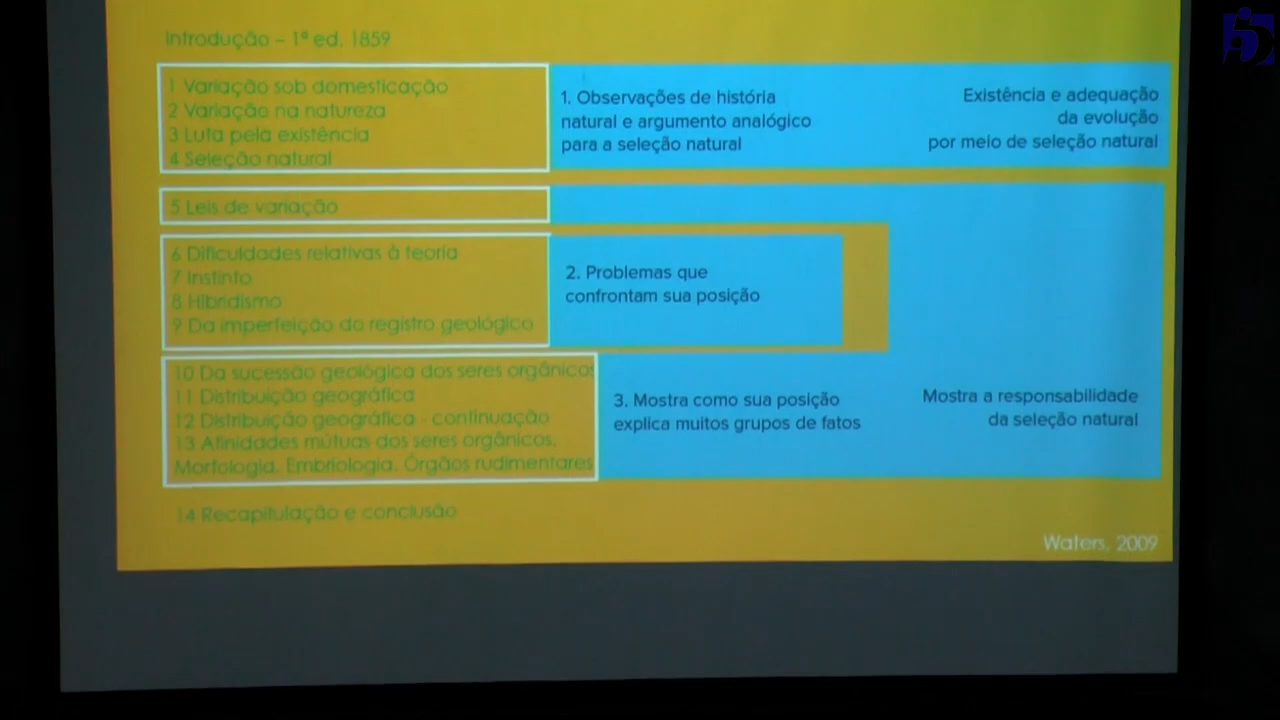 Introdução – 1ª ed, 1859
1 Variação sob domesticação
2 Variação na natureza
3 Luta pela existência
4 Seleção natural
1. Observações de história
natural e argumento analógico
para a seleção natural
Existência e adequação
da evolução
por meio de seleção natural
5 Leis de variação
6 Dificuldades relativas à teoria
7 Instinto
8 Hibridismo
9 Da imperfeição do registro geológico
2. Problemas que
confrontam sua posição
10 Da sucessão geológica dos seres orgânicos
11 Distribuição geográfica
12 Distribuição geográfica - continuação
13 Afinidades mútuas dos seres orgânicos.
Morfologia. Embriologia. Órgãos rudimentares
3. Mostra como sua posição
explica muitos grupos de fatos
Mostra a responsabilidade
da seleção natural
14 Recapitulação e conclusão
Waters, 2009